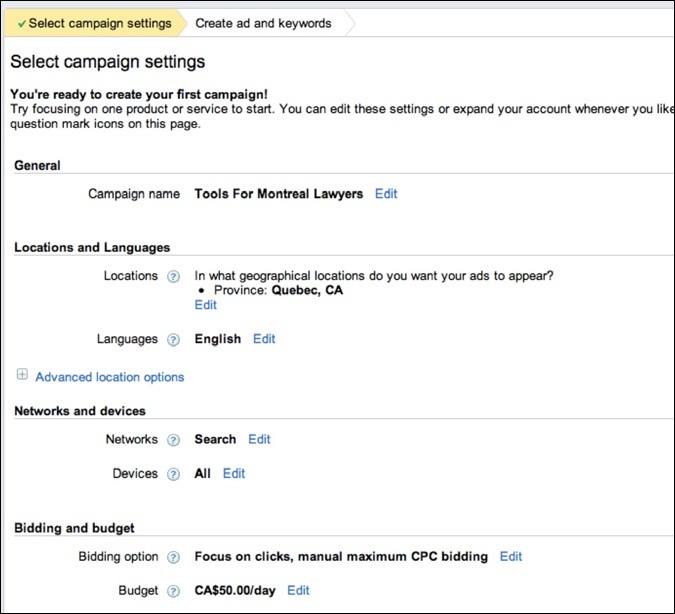 Select campaign settings Create ad and keywords
Select campaign settings
You're ready to create your first campaign!
Try focusing on one product or service to start. You can edit these settings or expand your account whenever you like
question mark icons on this page.
General
Campaign name Tools For Montreal Lawyers Edit
Locations and Languages
Locations ? In what geographical locations do you want your ads to appear?
• Province: Quebec, CA
Edit
Languages ? English Edit
Advanced location options
Networks and devices
Networks ? Search Edit
Devices ? All Edit
Bidding and budget
Bidding option ? Focus on clicks, manual maximum CPC bidding Edit
Budget ? CA$50.00/day Edit